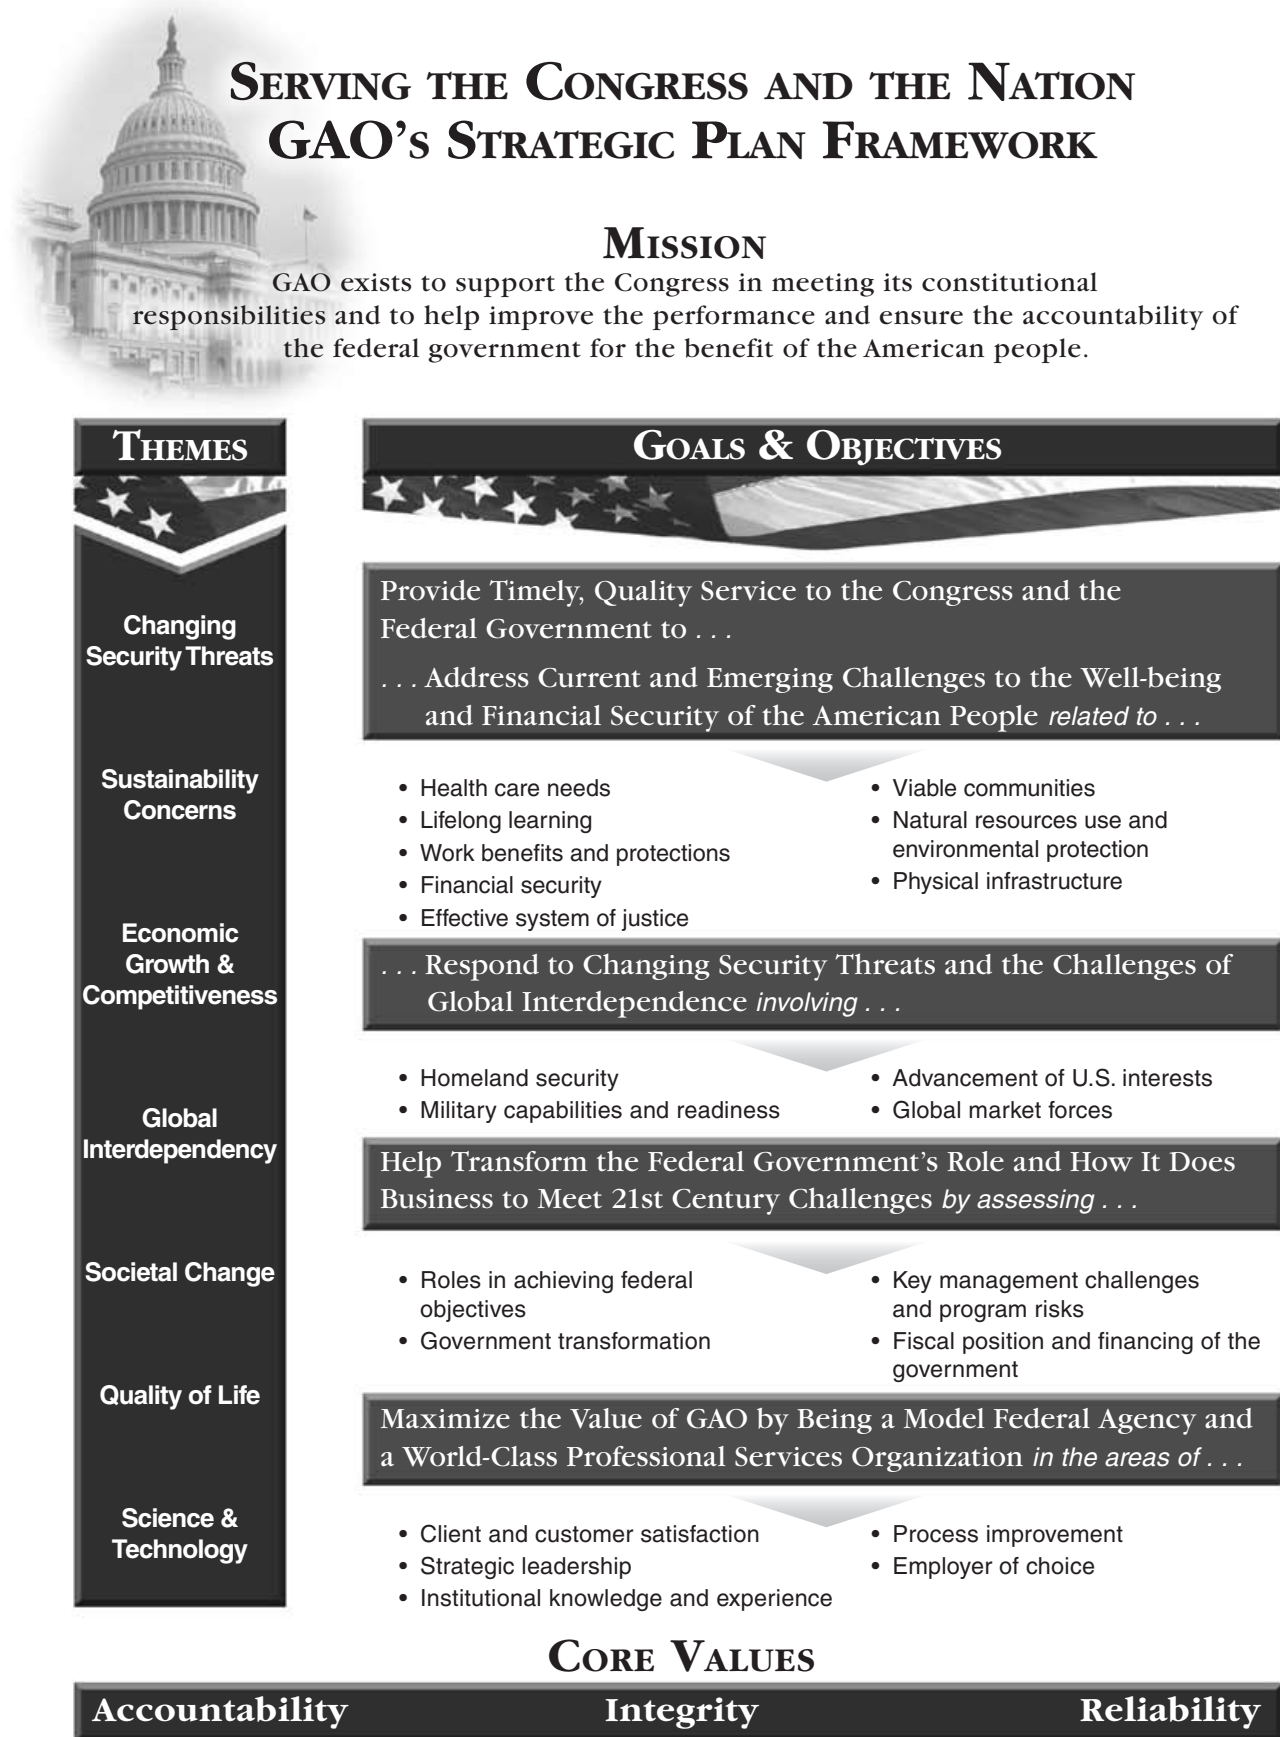 SERVING THE CONGRESS AND THE NATION
GAO'S STRATEGIC PLAN FRAMEWORK
MISSION
GAO exists to support the Congress in meeting its constitutional
responsibilities and to help improve the performance and ensure the accountability of
the federal government for the benefit of the American people.
THEMES
Changing
Security Threats
Sustainability
Concerns
Economic
Growth &
Competitiveness
Global
Interdependency
Societal Change
Quality of Life
Science &
Technology
GOALS & OBJECTIVES
Provide Timely, Quality Service to the Congress and the
Federal Government to . . .
. . . Address Current and Emerging Challenges to the Well-being
and Financial Security of the American People related to . . .
• Health care needs
• Lifelong learning
• Work benefits and protections
• Financial security
• Effective system of justice
• Viable communities
• Natural resources use and
environmental protection
• Physical infrastructure
. . . Respond to Changing Security Threats and the Challenges of
Global Interdependence involving . . .
• Homeland security
• Military capabilities and readiness
• Advancement of U.S. interests
• Global market forces
Help Transform the Federal Government's Role and How It Does
Business to Meet 21st Century Challenges by assessing . . .
• Roles in achieving federal
objectives
• Government transformation
• Key management challenges
and program risks
• Fiscal position and financing of the
government
Maximize the Value of GAO by Being a Model Federal Agency and
a World-Class Professional Services Organization in the areas of . . .
• Client and customer satisfaction
• Strategic leadership
• Institutional knowledge and experience
• Process improvement
• Employer of choice
CORE VALUES
Accountability Integrity Reliability